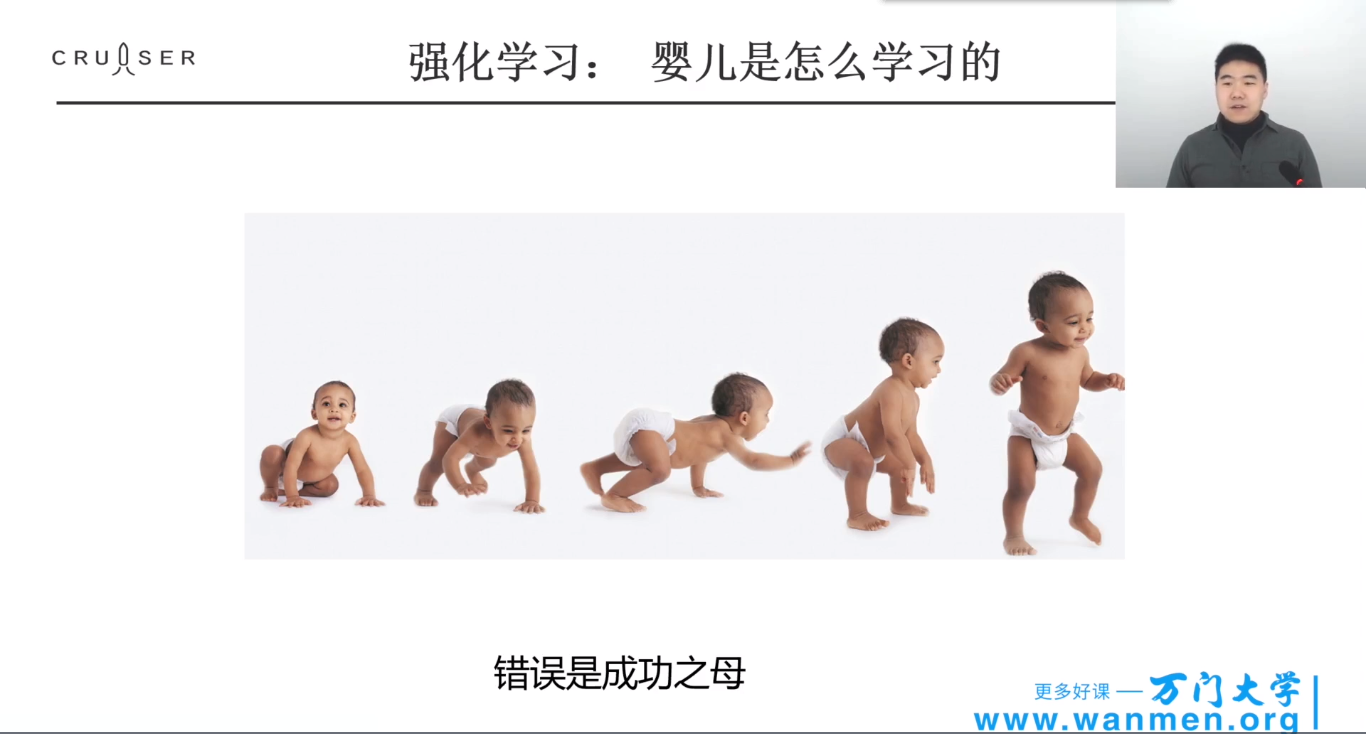 CRUISER
强化学习： 婴儿是怎么学习的
错误是成功之母
更多好课 — 万门大学
www.wanmen.org